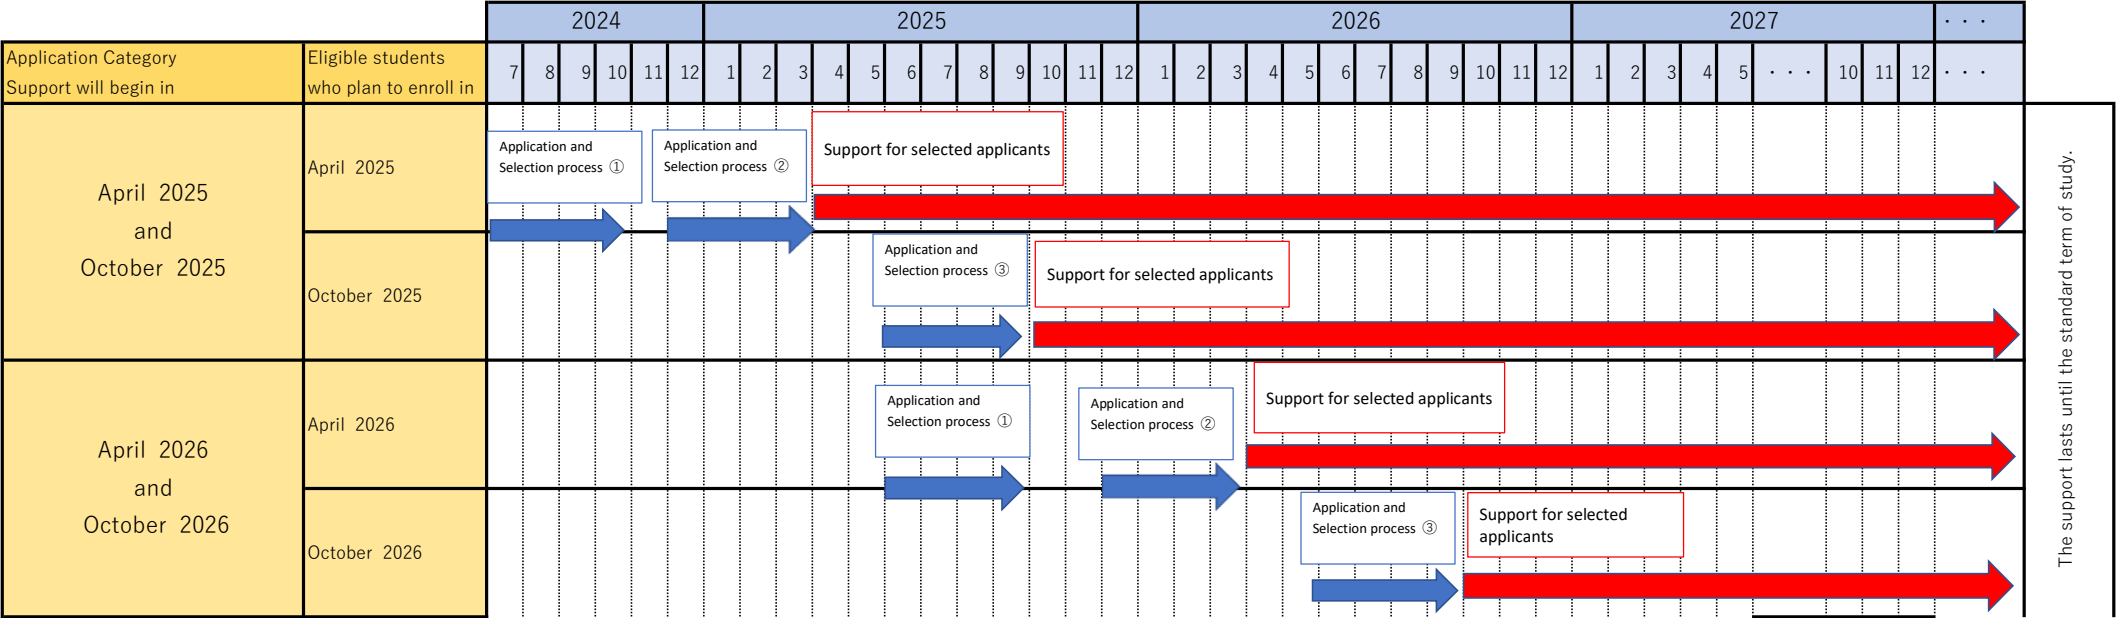 2024 2025 2026 2027 ・・・
Application Category
Support will begin in
Eligible students
who plan to enroll in
7 8 9 10 11 12 1 2 3 4 5 6 7 8 9 10 11 12 1 2 3 4 5 6 7 8 9 10 11 12 1 2 3 4 5 ・・・ 10 11 12 ・・・
April 2025
and
October 2025
April 2025
Application and
Selection process ①
Application and
Selection process ②
Support for selected applicants
October 2025
Application and
Selection process ③
Support for selected applicants
April 2026
and
October 2026
April 2026
Application and
Selection process ①
Application and
Selection process ②
Support for selected applicants
October 2026
Application and
Selection process ③
Support for selected
applicants
The support lasts until the standard term of study.